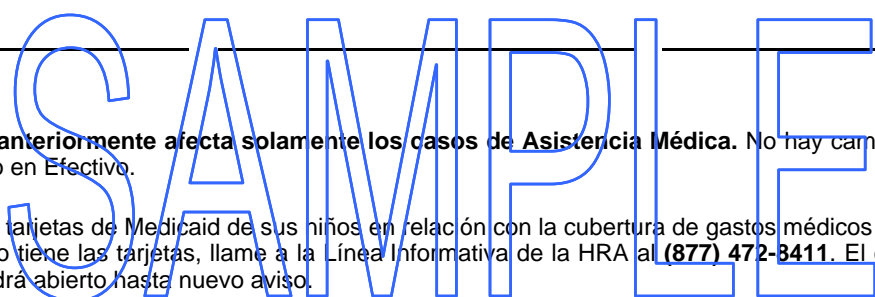 SAMPLE
anteriormente afecta solamente los casos de Asistencia Médica. No hay cam
o en Efectivo.
tarjetas de Medicaid de sus niños en relación con la cubertura de gastos médicos
o tiene las tarjetas, llame a la Línea Informativa de la HRA al (877) 472-8411. El
drá abierto hasta nuevo aviso.